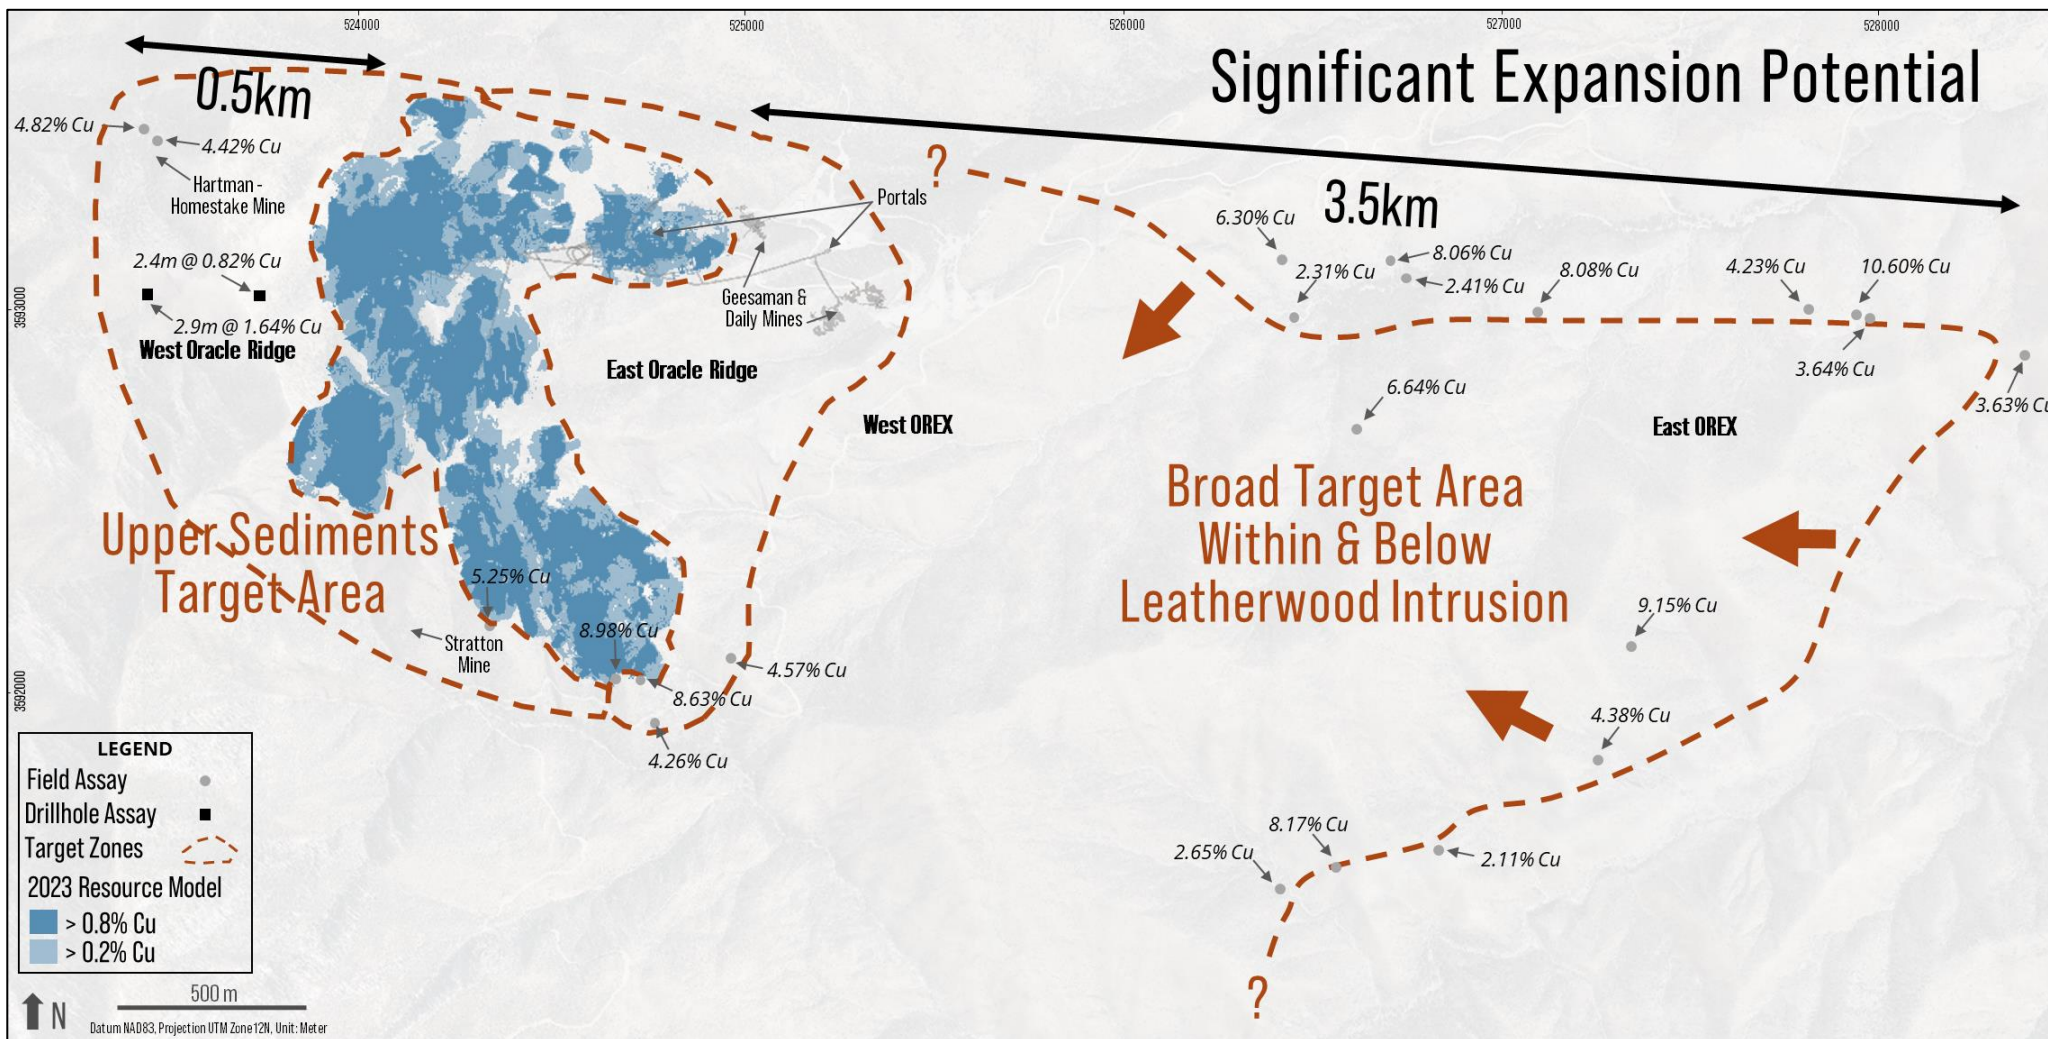 524000
525000
526000
527000
528000
Significant Expansion Potential
0.5km
3.5km
4.82% Cu
4.42% Cu
Hartman -
Homestake Mine
2.4m @ 0.82% Cu
2.9m @ 1.64% Cu
West Oracle Ridge
Portals
Geesaman &
Daily Mines
East Oracle Ridge
West OREX
?
6.30% Cu
2.31% Cu
8.06% Cu
2.41% Cu
8.08% Cu
4.23% Cu
10.60% Cu
3.64% Cu
3.63% Cu
6.64% Cu
East OREX
3593000
3592000
Upper Sediments
Target Area
Broad Target Area
Within & Below
Leatherwood Intrusion
5.25% Cu
Stratton
Mine
8.98% Cu
8.63% Cu
4.57% Cu
4.26% Cu
9.15% Cu
4.38% Cu
8.17% Cu
2.65% Cu
2.11% Cu
?
LEGEND
Field Assay
Drillhole Assay
Target Zones
2023 Resource Model
> 0.8% Cu
> 0.2% Cu
N
500 m
Datum NAD83, Projection UTM Zone 12N, Unit: Meter